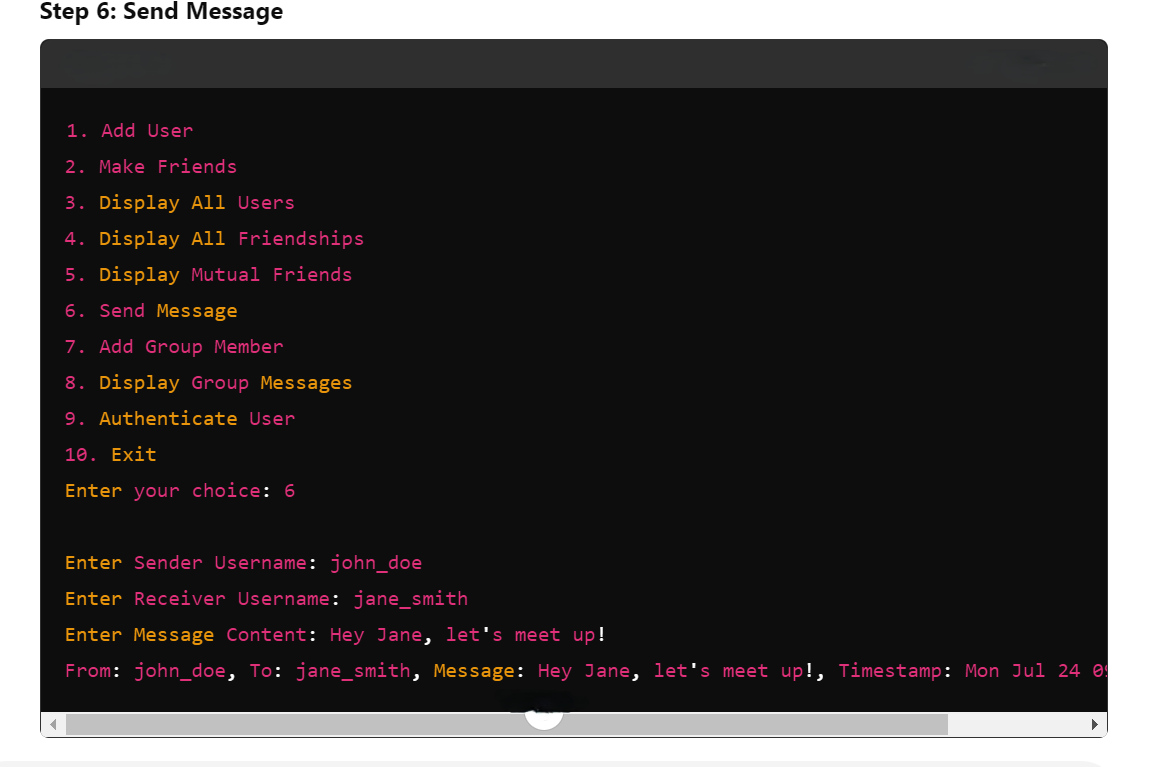 Step 6: Send Message
1. Add User
2. Make Friends
3. Display All Users
4. Display All Friendships
5. Display Mutual Friends
6. Send Message
7. Add Group Member
8. Display Group Messages
9. Authenticate User
10. Exit
Enter your choice: 6
Enter Sender Username: john_doe
Enter Receiver Username: jane_smith
Enter Message Content: Hey Jane, let's meet up!
From: john_doe, To: jane_smith, Message: Hey Jane, let's meet up!, Timestamp: Mon Jul 24